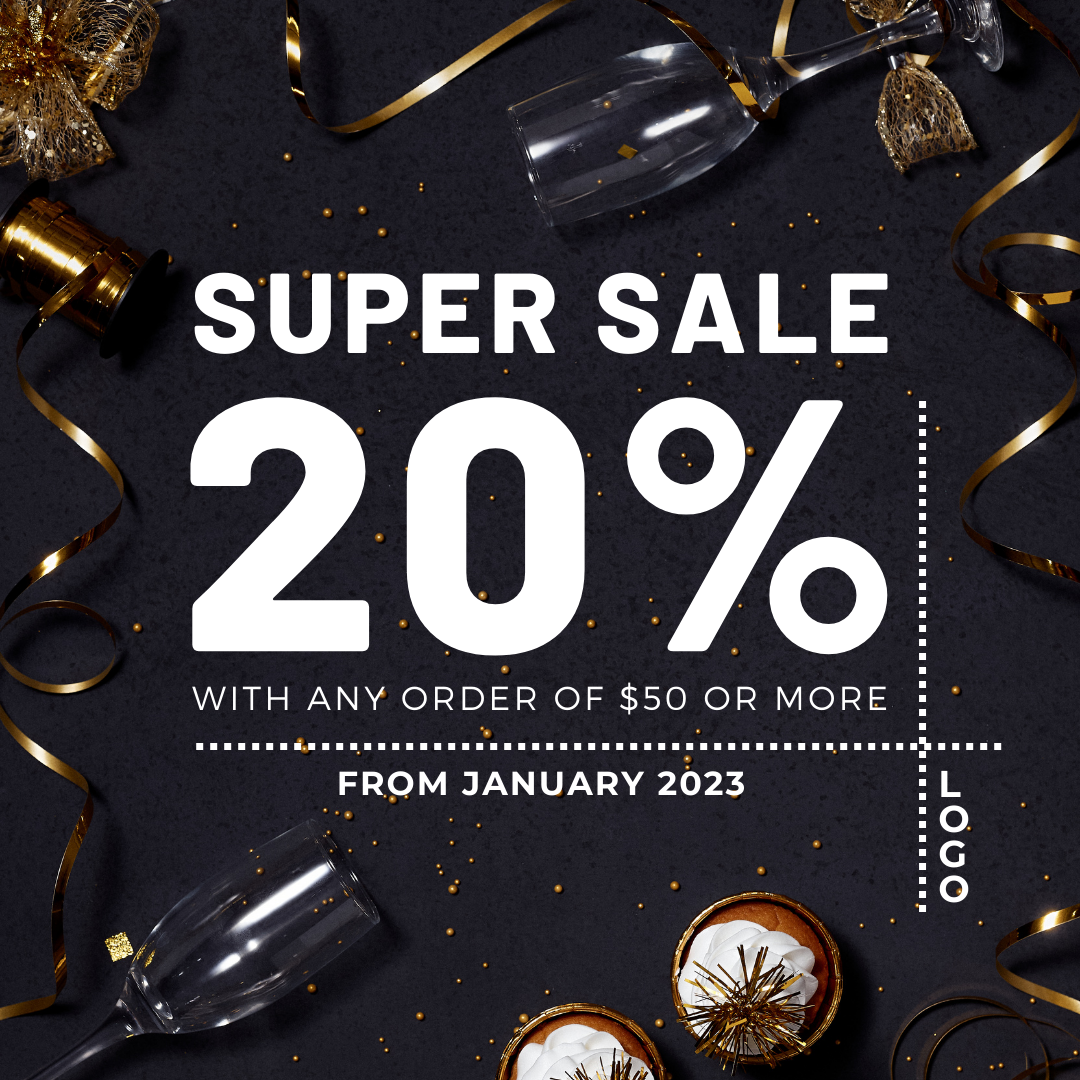 SUPER SALE
20%
WITH ANY ORDER OF $50 OR MORE
FROM JANUARY 2023
LOGO